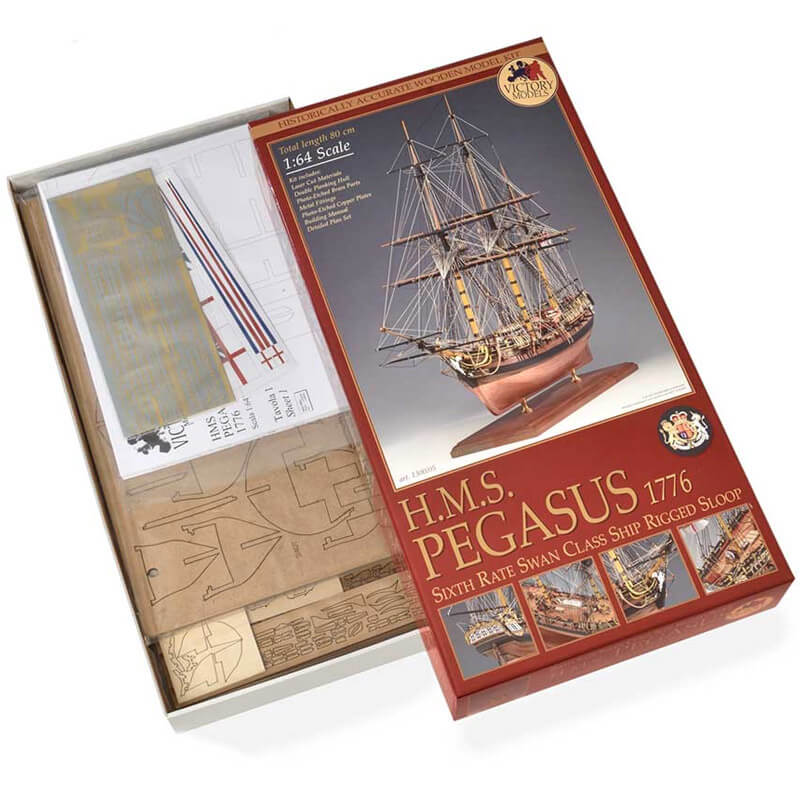 HISTORICALLY ACCURATE WOODEN MODEL KIT
VICTORY
MODELS
Total length 80 cm
1:64 Scale
Kit includes:
Laser Cut Materials
Double Planking Hull
Photo-Etched Brass Parts
Metal Fittings
Photo-Etched Copper Plates
Building Manual
Detailed Plan Set
H.M.S.
PEGASUS 1776
SIXTH RATE SWAN CLASS SHIP RIGGED SLOOP
HMS
1776
Scala 1:64
Tavola 1
Sheet 1